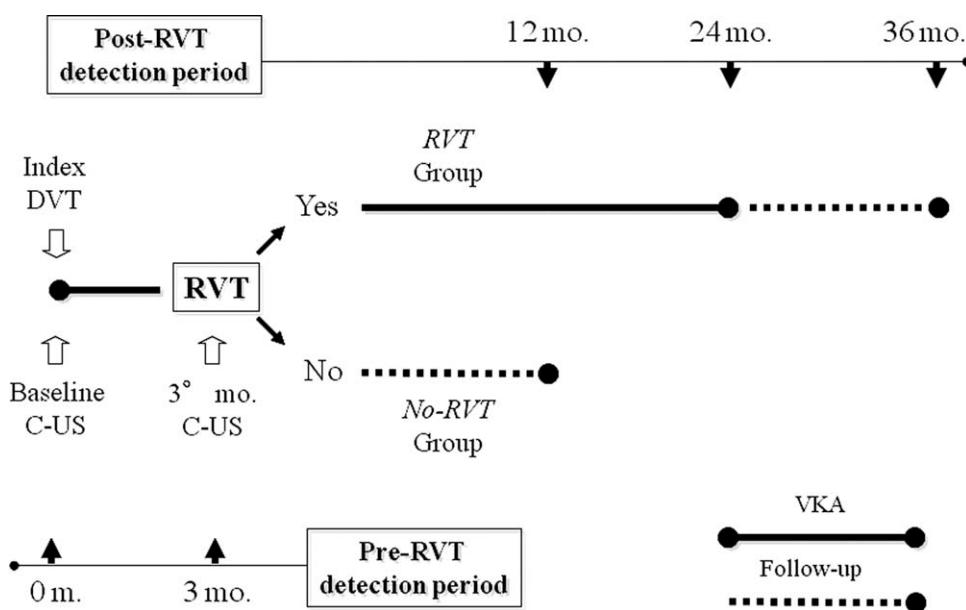 Post-RVT
detection period
12 mo.
24 mo.
36 mo.
Index
DVT
RVT
Group
Yes
RVT
No
Baseline
C-US
3° mo.
C-US
No-RVT
Group
VKA
Follow-up
Pre-RVT
detection period
0 m.
3 mo.